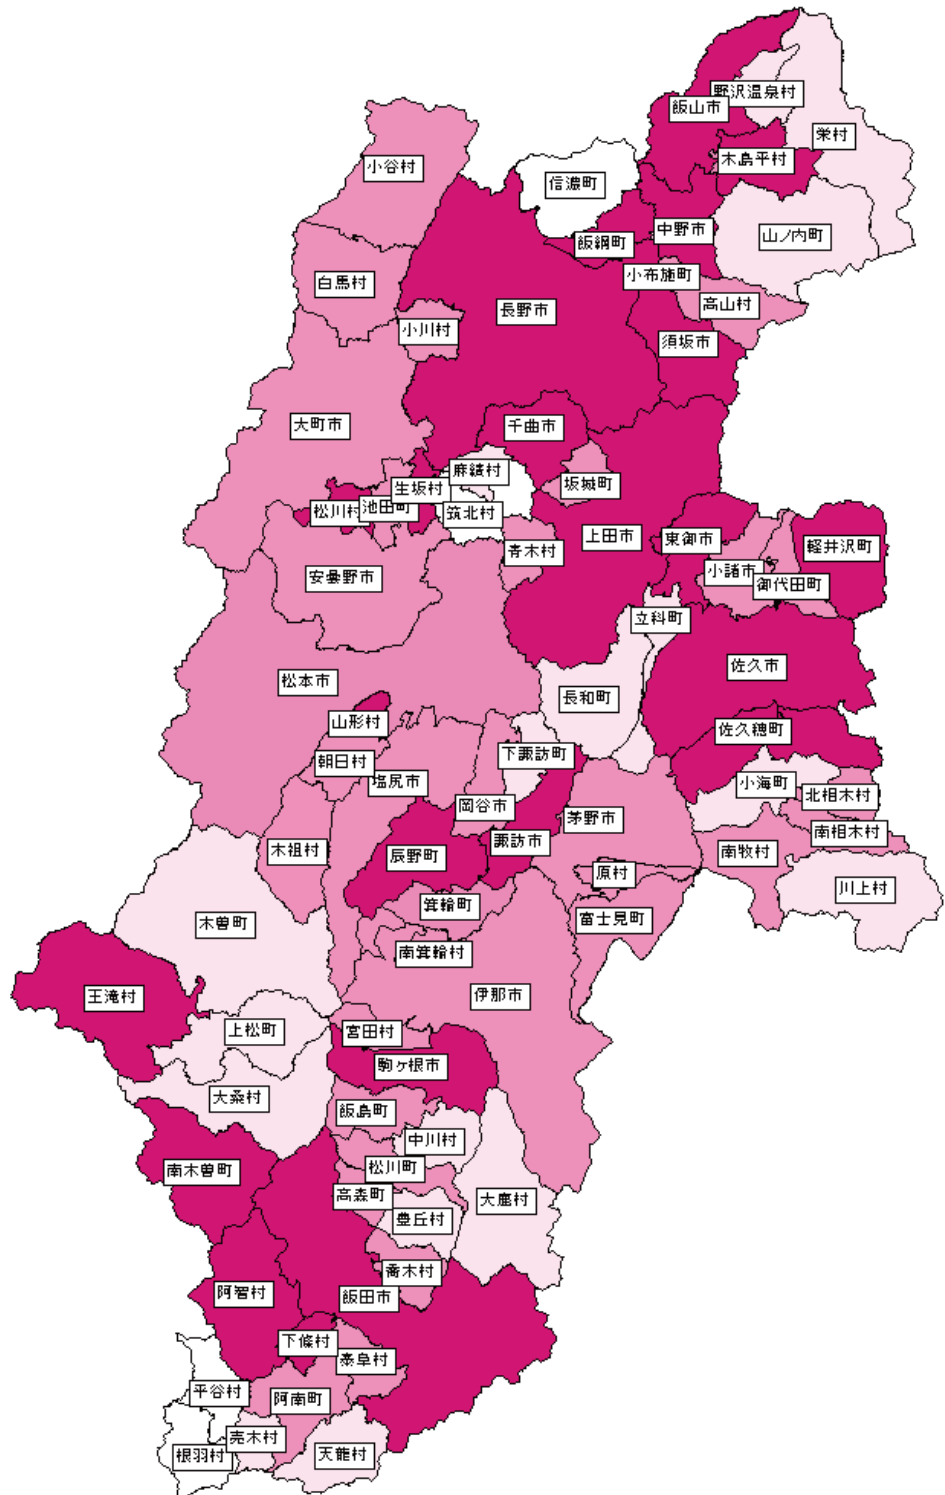 野沢温泉村
飯山市
栄村
木島平村
小谷村
信濃町
中野市
山ノ内町
飯綱町
小布施町
白馬村
高山村
長野市
小川村
須坂市
大町市
千曲市
麻績村
坂城町
生坂村
松川村
池田町
筑北村
上田市
青木村
東御市
軽井沢町
小諸市
安曇野市
御代田町
立科町
佐久市
松本市
長和町
山形村
佐久穂町
下諏訪町
朝日村
塩尻市
小海町
北相木村
岡谷市
茅野市
南相木村
諏訪市
木祖村
辰野町
南牧村
原村
川上村
箕輪町
木曽町
富士見町
南箕輪村
王滝村
伊那市
上松町
宮田村
駒ヶ根市
大桑村
飯島町
中川村
松川町
南木曽町
高森町
大鹿村
豊丘村
喬木村
阿智村
飯田市
下條村
泰阜村
平谷村
阿南町
売木村
根羽村
天龍村